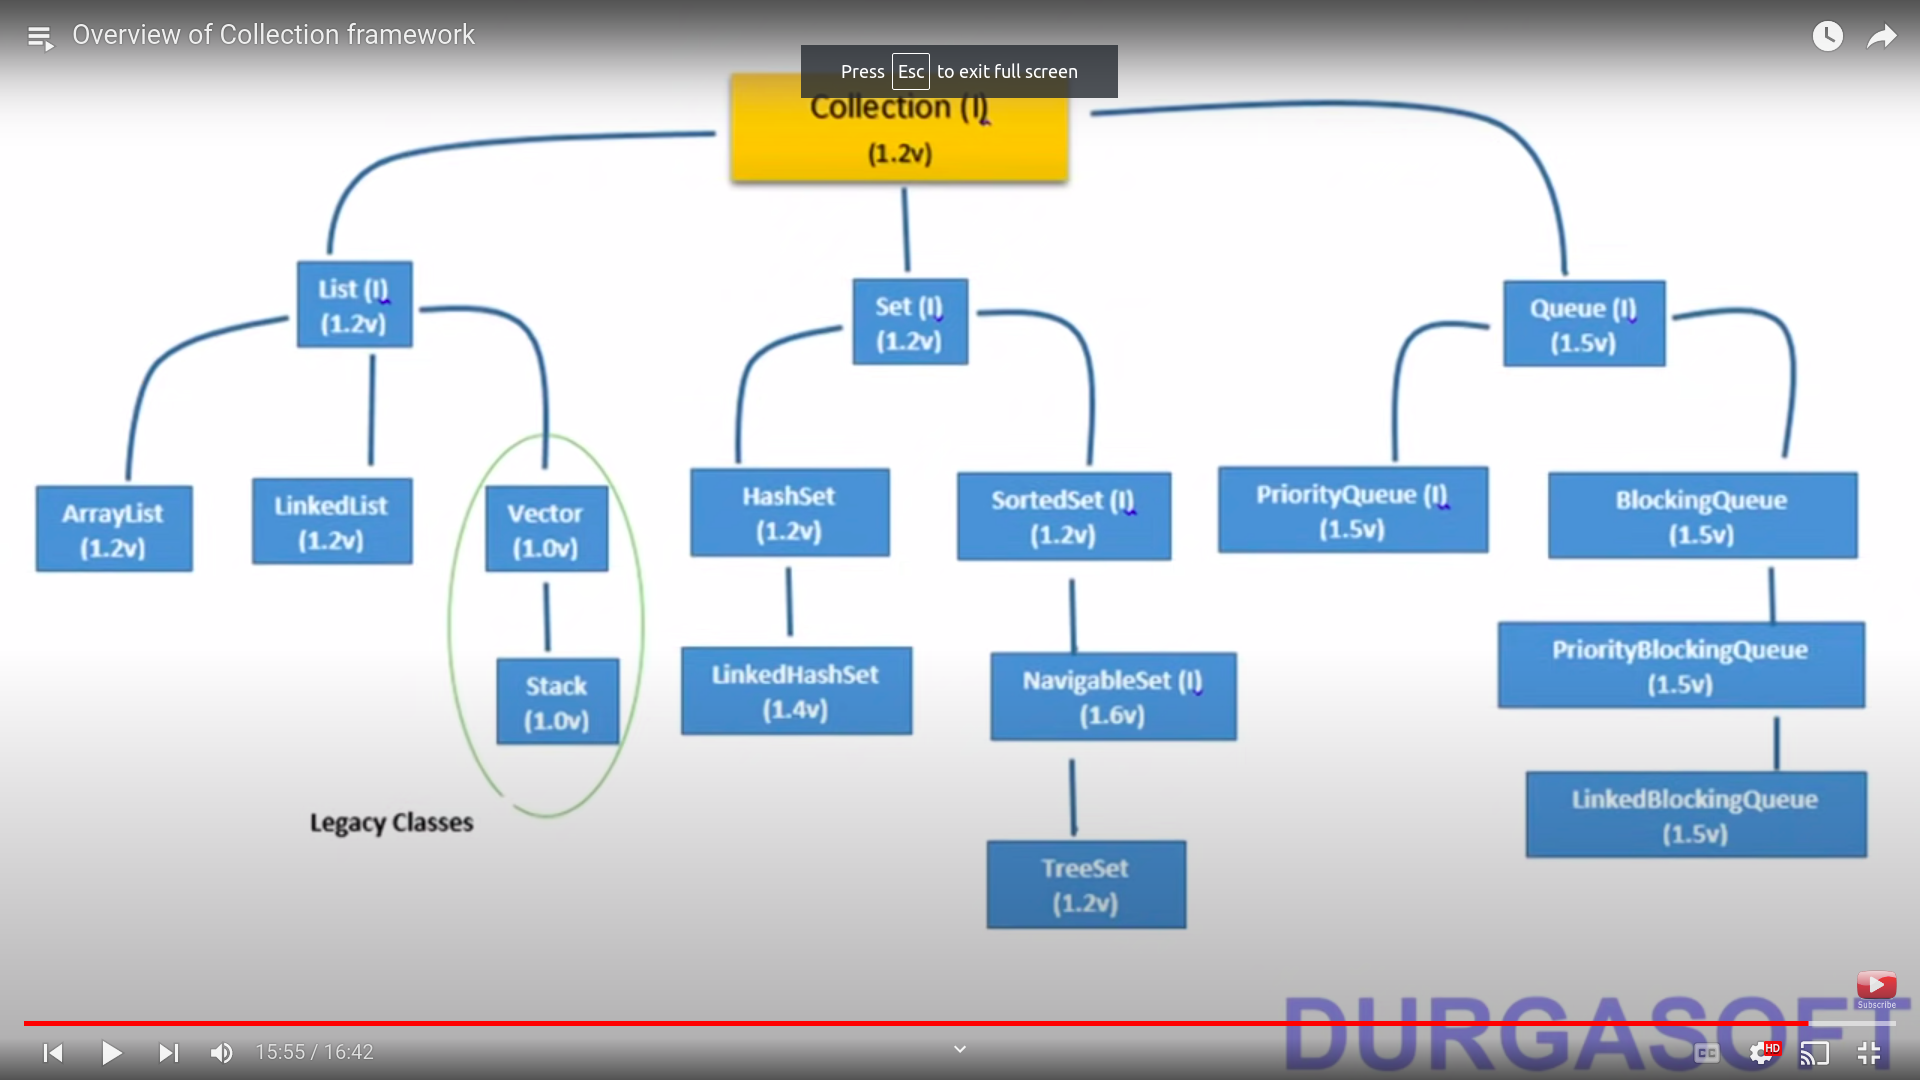 Overview of Collection framework
Press Esc to exit full screen
Collection (I)
(1.2v)
List (I)
(1.2v)
Set (I)
(1.2v)
Queue (I)
(1.5v)
ArrayList
(1.2v)
LinkedList
(1.2v)
Vector
(1.0v)
HashSet
(1.2v)
SortedSet (I)
(1.2v)
PriorityQueue (I)
(1.5v)
BlockingQueue
(1.5v)
Stack
(1.0v)
LinkedHashSet
(1.4v)
NavigableSet (I)
(1.6v)
PriorityBlockingQueue
(1.5v)
Legacy Classes
LinkedBlockingQueue
(1.5v)
TreeSet
(1.2v)
Subscribe
DURGASOFT
15:55 / 16:42
CC
HD